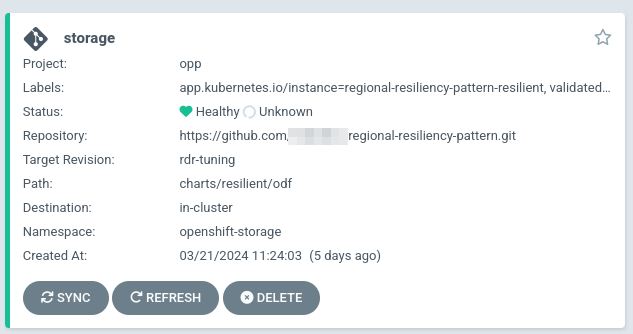 storage
Project: opp
Labels: app.kubernetes.io/instance=regional-resiliency-pattern-resilient, validated...
Status: Healthy Unknown
Repository: https://github.com/ regional-resiliency-pattern.git
Target Revision: rdr-tuning
Path: charts/resilient/odf
Destination: in-cluster
Namespace: openshift-storage
Created At: 03/21/2024 11:24:03 (5 days ago)
SYNC REFRESH DELETE